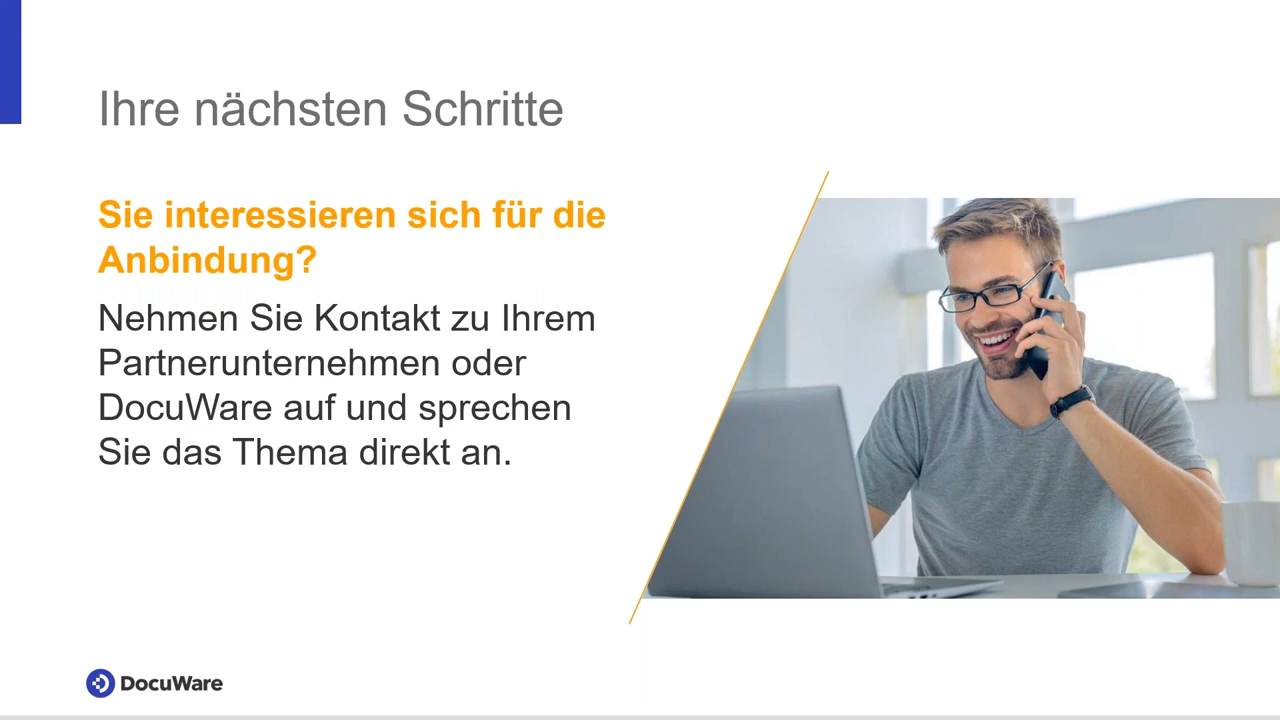 Ihre nächsten Schritte
Sie interessieren sich für die
Anbindung?
Nehmen Sie Kontakt zu Ihrem
Partnerunternehmen oder
DocuWare auf und sprechen
Sie das Thema direkt an.
DocuWare